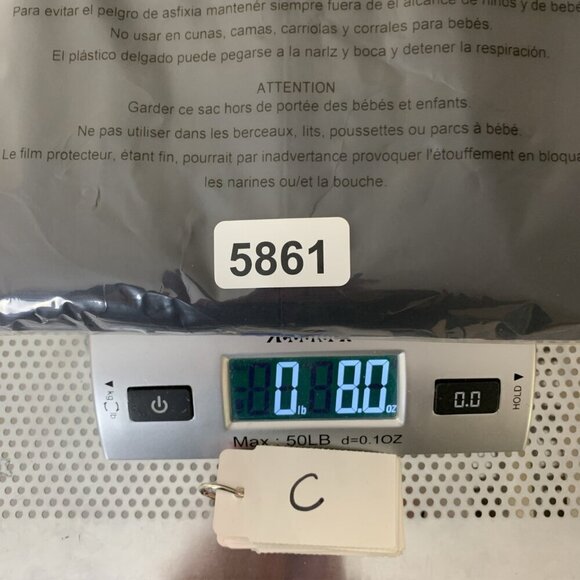 Para evitar el pelgro de asfixia mantenér siempre fuera de el alcance de niños y de bebé
No usar en cunas, camas, carriolas y corrales para bebés.
El plástico delgado puede pegarse a la nariz y boca y detener la respiración.
ATTENTION
Garder ce sac hors de portée des bébés et enfants.
Ne pas utiliser dans les berceaux, lits, poussettes ou parcs à bébé.
Le film protecteur, étant fin, pourrait par inadvertance provoquer l'étouffement en bloqua
les narines ou/et la bouche.
5861
0 lb 8.0 oz
kg lb
0.0
HOLD
Max : 50LB d=0.1OZ
C